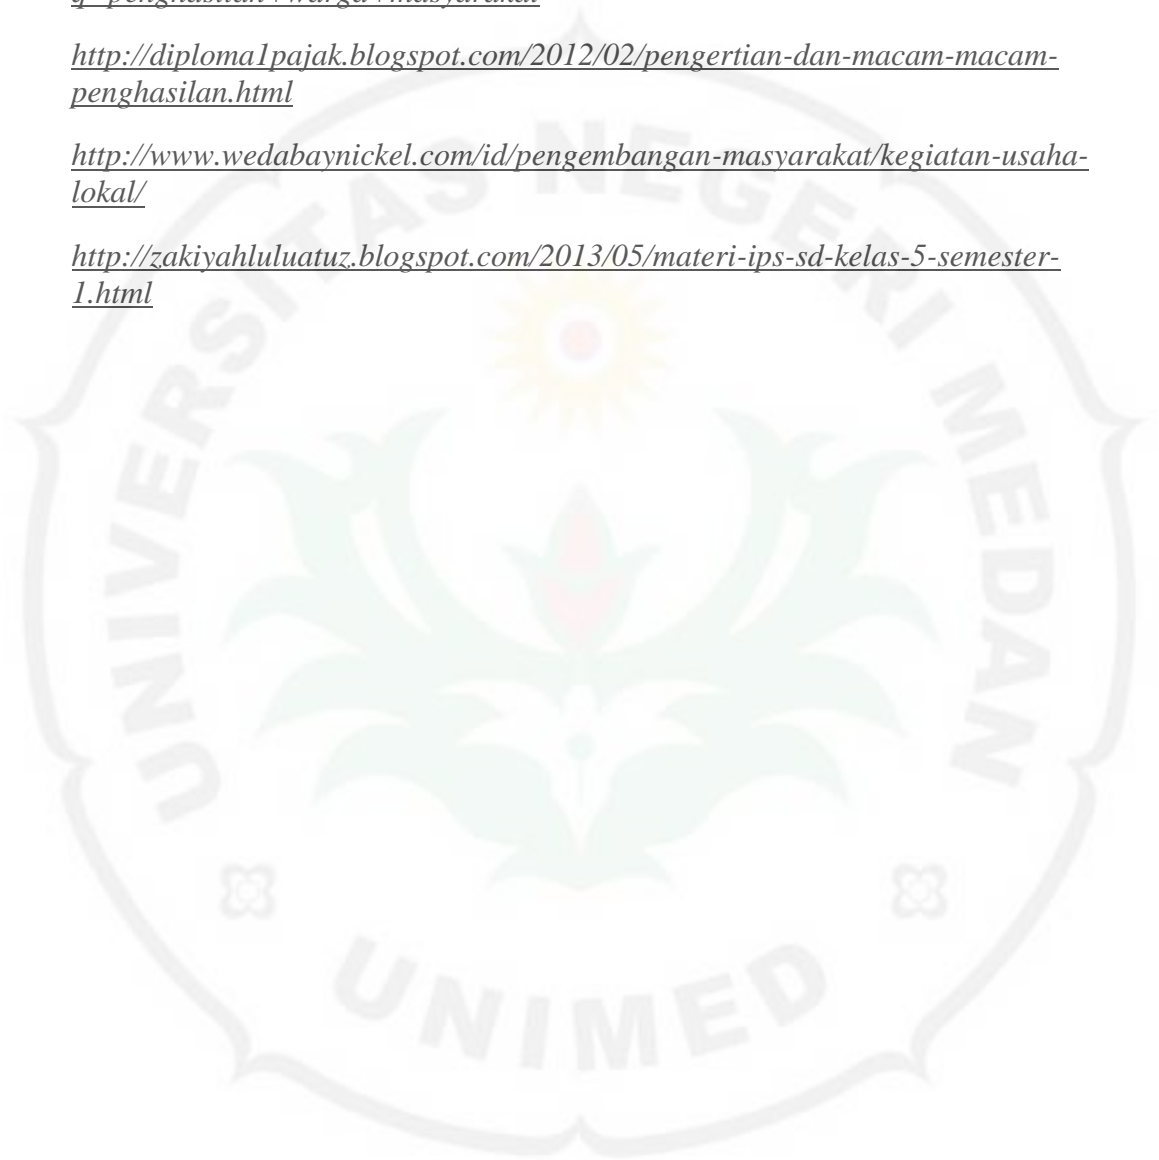 http://diploma1pajak.blogspot.com/2012/02/pengertian-dan-macam-macam-
penghasilan.html
http://www.wedabaynickel.com/id/pengembangan-masyarakat/kegiatan-usaha-
lokal/
http://zakiyahluluatuz.blogspot.com/2013/05/materi-ips-sd-kelas-5-semester-
1.html
UNIVERSITAS NEGERI MEDAN
UNIMED